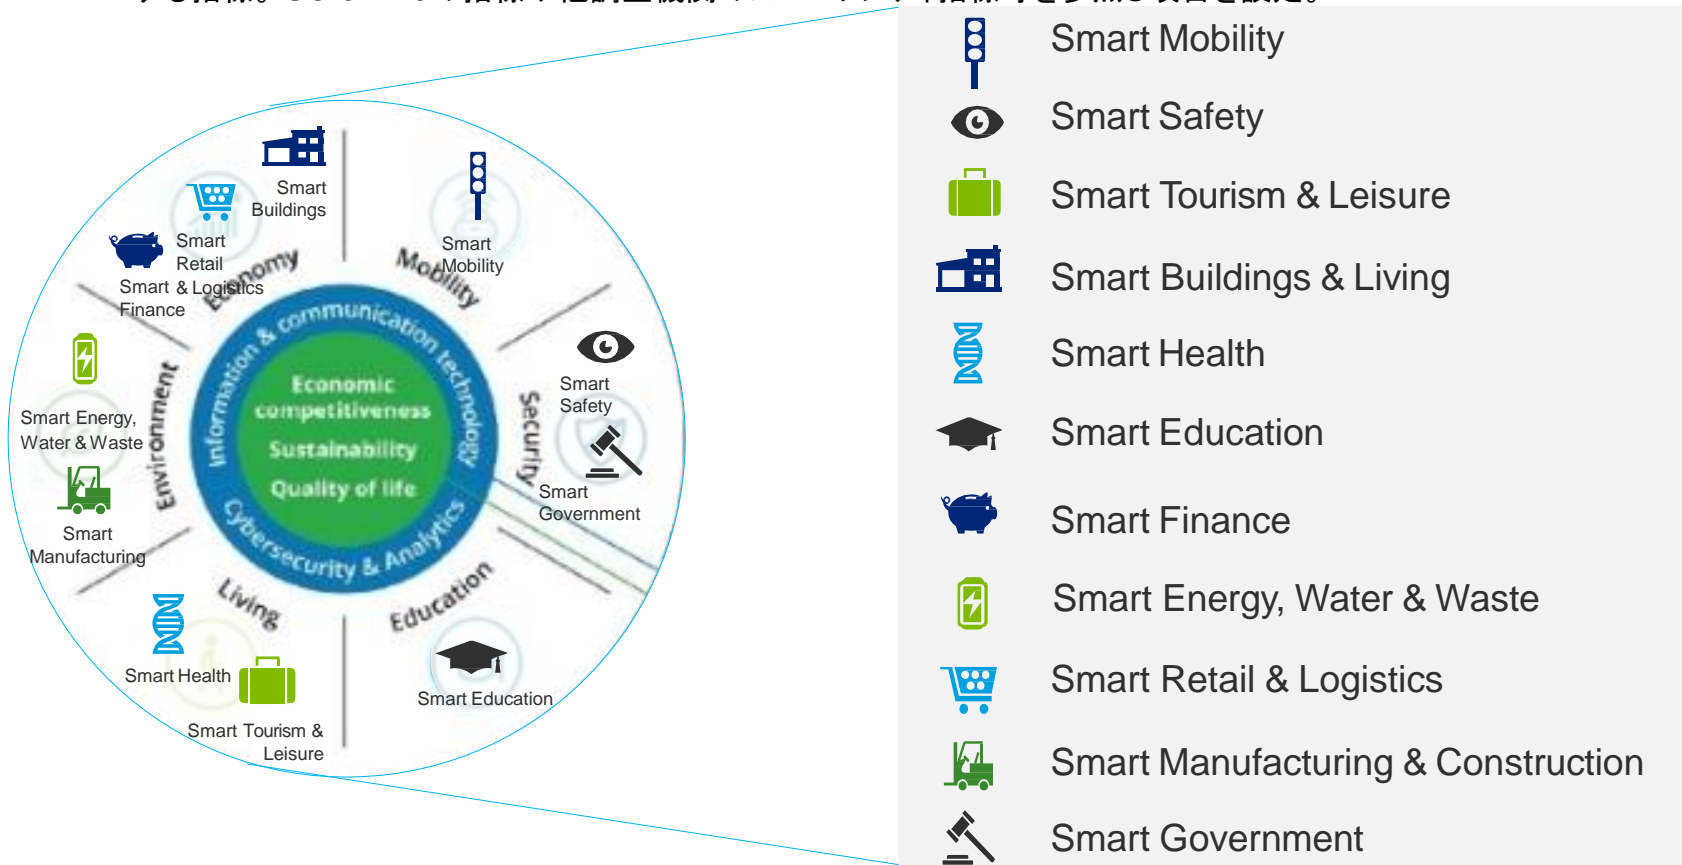 Smart
Buildings
Smart
Retail
& Logistics
Smart
Finance
Economy
Smart
Mobility
Mobility
Smart
Safety
Security
Smart
Government
Smart Energy,
Water & Waste
Environment
Smart
Manufacturing
Information & communication technology
Economic
competitiveness
Sustainability
Quality of life
Cybersecurity & Analytics
Living
Smart Health
Smart Tourism &
Leisure
Education
Smart Education
Smart Mobility
Smart Safety
Smart Tourism & Leisure
Smart Buildings & Living
Smart Health
Smart Education
Smart Finance
Smart Energy, Water & Waste
Smart Retail & Logistics
Smart Manufacturing & Construction
Smart Government